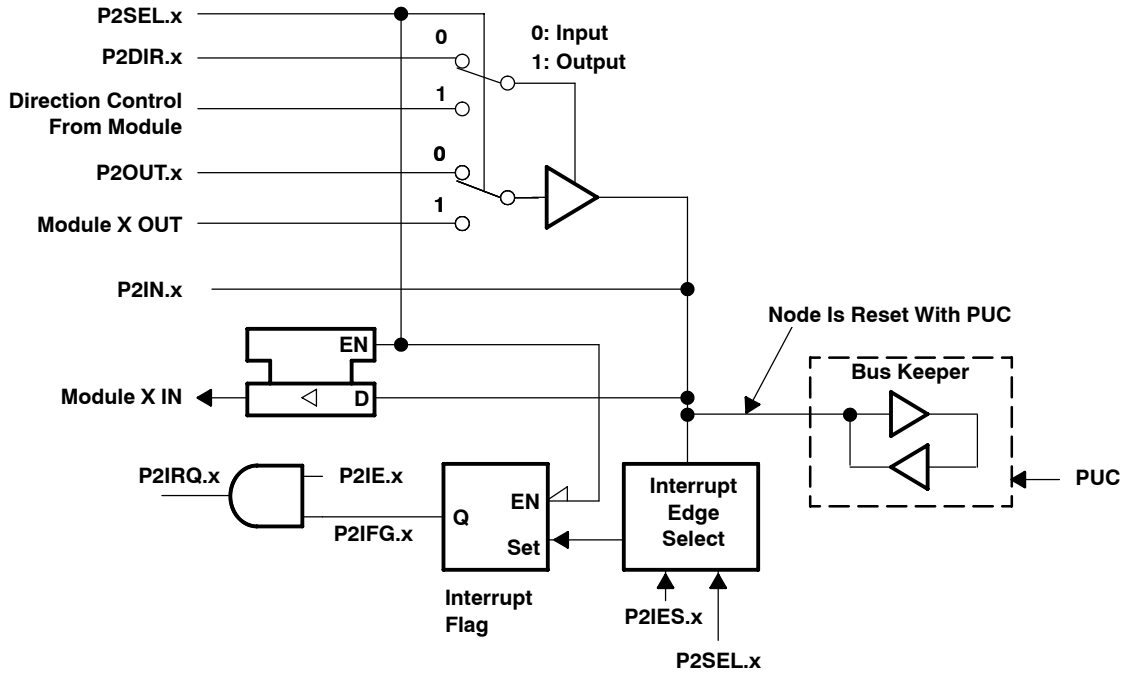 P2SEL.x
0
0: Input
1: Output
P2DIR.x
1
Direction Control
From Module
0
P2OUT.x
1
Module X OUT
P2IN.x
Node Is Reset With PUC
EN
Bus Keeper
Module X IN
D
P2IRQ.x
P2IE.x
PUC
Interrupt
Edge
Select
EN
Q
P2IFG.x
Set
Interrupt
Flag
P2IES.x
P2SEL.x